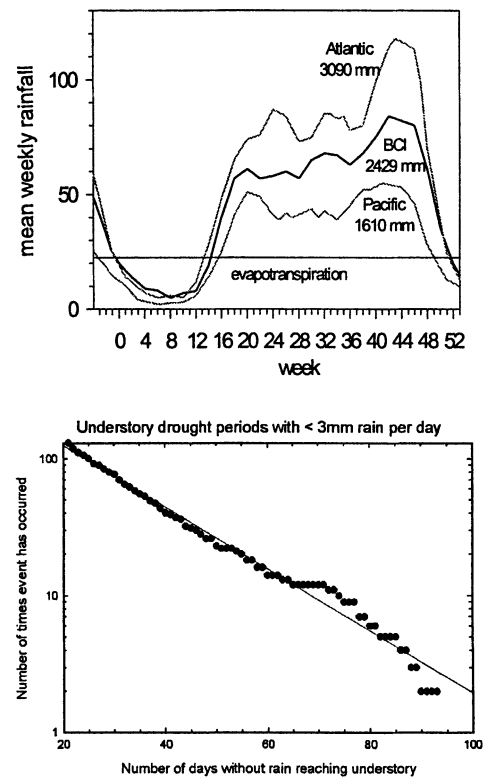 mean weekly rainfall
100
50
0
Atlantic
3090 mm
BCI
2429 mm
Pacific
1610 mm
evapotranspiration
0 4 8 12 16 20 24 28 32 36 40 44 48 52
week
Understory drought periods with < 3mm rain per day
Number of times event has occurred
100
10
1
20 40 60 80 100
Number of days without rain reaching understory